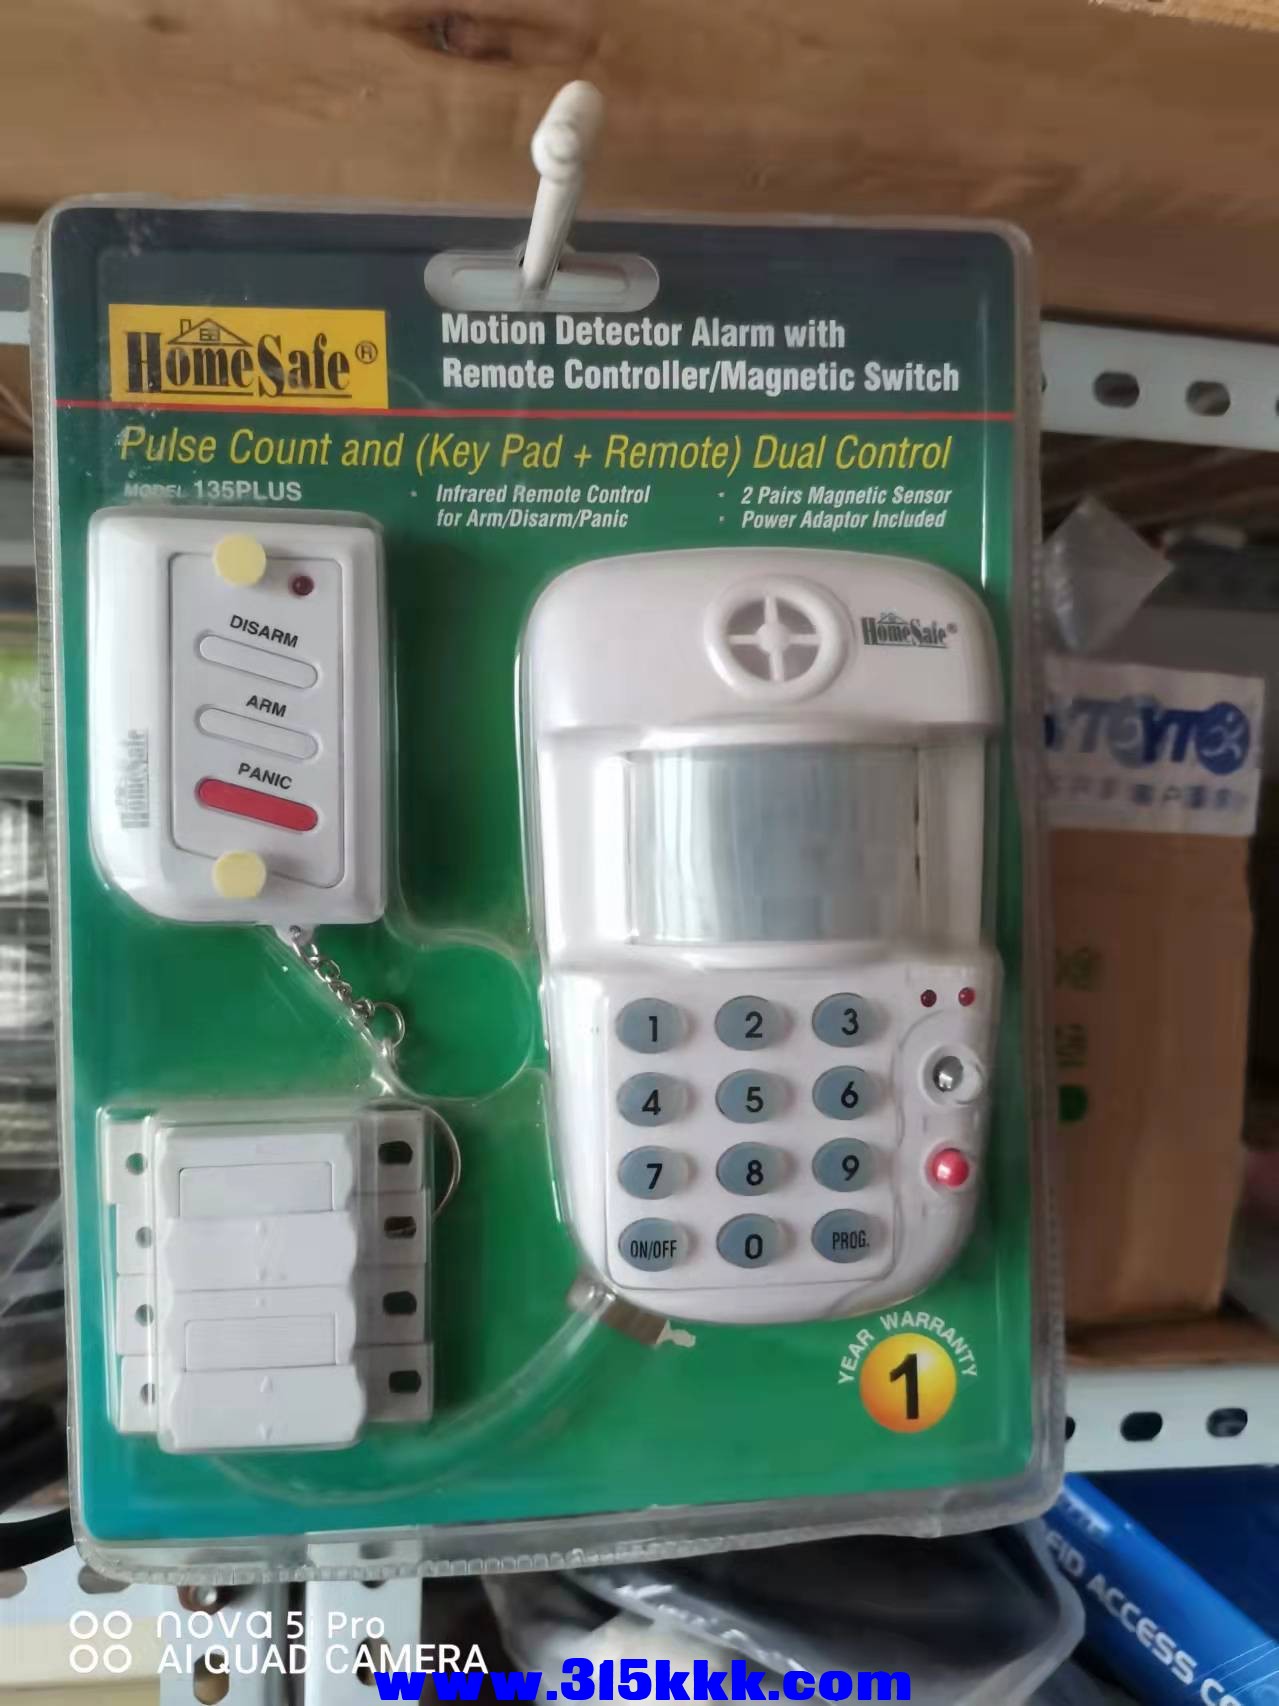 HomeSafe®
Motion Detector Alarm with
Remote Controller/Magnetic Switch
Pulse Count and (Key Pad + Remote) Dual Control
MODEL 135PLUS
• Infrared Remote Control
for Arm/Disarm/Panic
• 2 Pairs Magnetic Sensor
• Power Adaptor Included
DISARM
ARM
PANIC
HomeSafe
HomeSafe®
1 2 3
4 5 6
7 8 9
ON/OFF 0 PROG.
YEAR WARRANTY
1
YTO
ACCESS
nova 5i Pro
AI QUAD CAMERA
www.315kkk.com